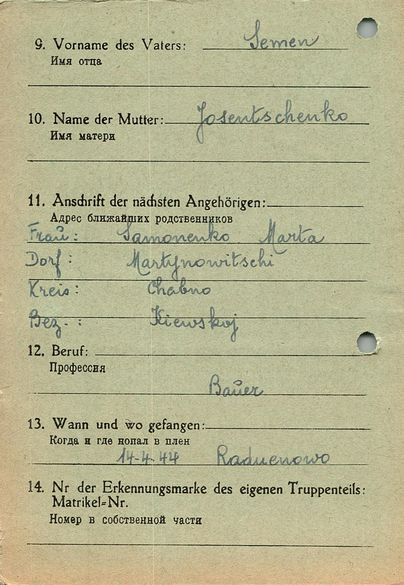 9. Vorname des Vaters: Semen
Имя отца
10. Name der Mutter: Josentschenko
Имя матери
11. Anschrift der nächsten Angehörigen:
Адрес ближайших родственников
Frau: Samonenko Marta
Dorf: Martynowitschi
Kreis: Chabno
Bez.: Kiewskoj
12. Beruf:
Профессия
Bauer
13. Wann und wo gefangen:
Когда и где попал в плен
14.4.44 Raduenowo
14. Nr der Erkennungsmarke des eigenen Truppenteils:
Matrikel=Nr.
Номер в собственной части